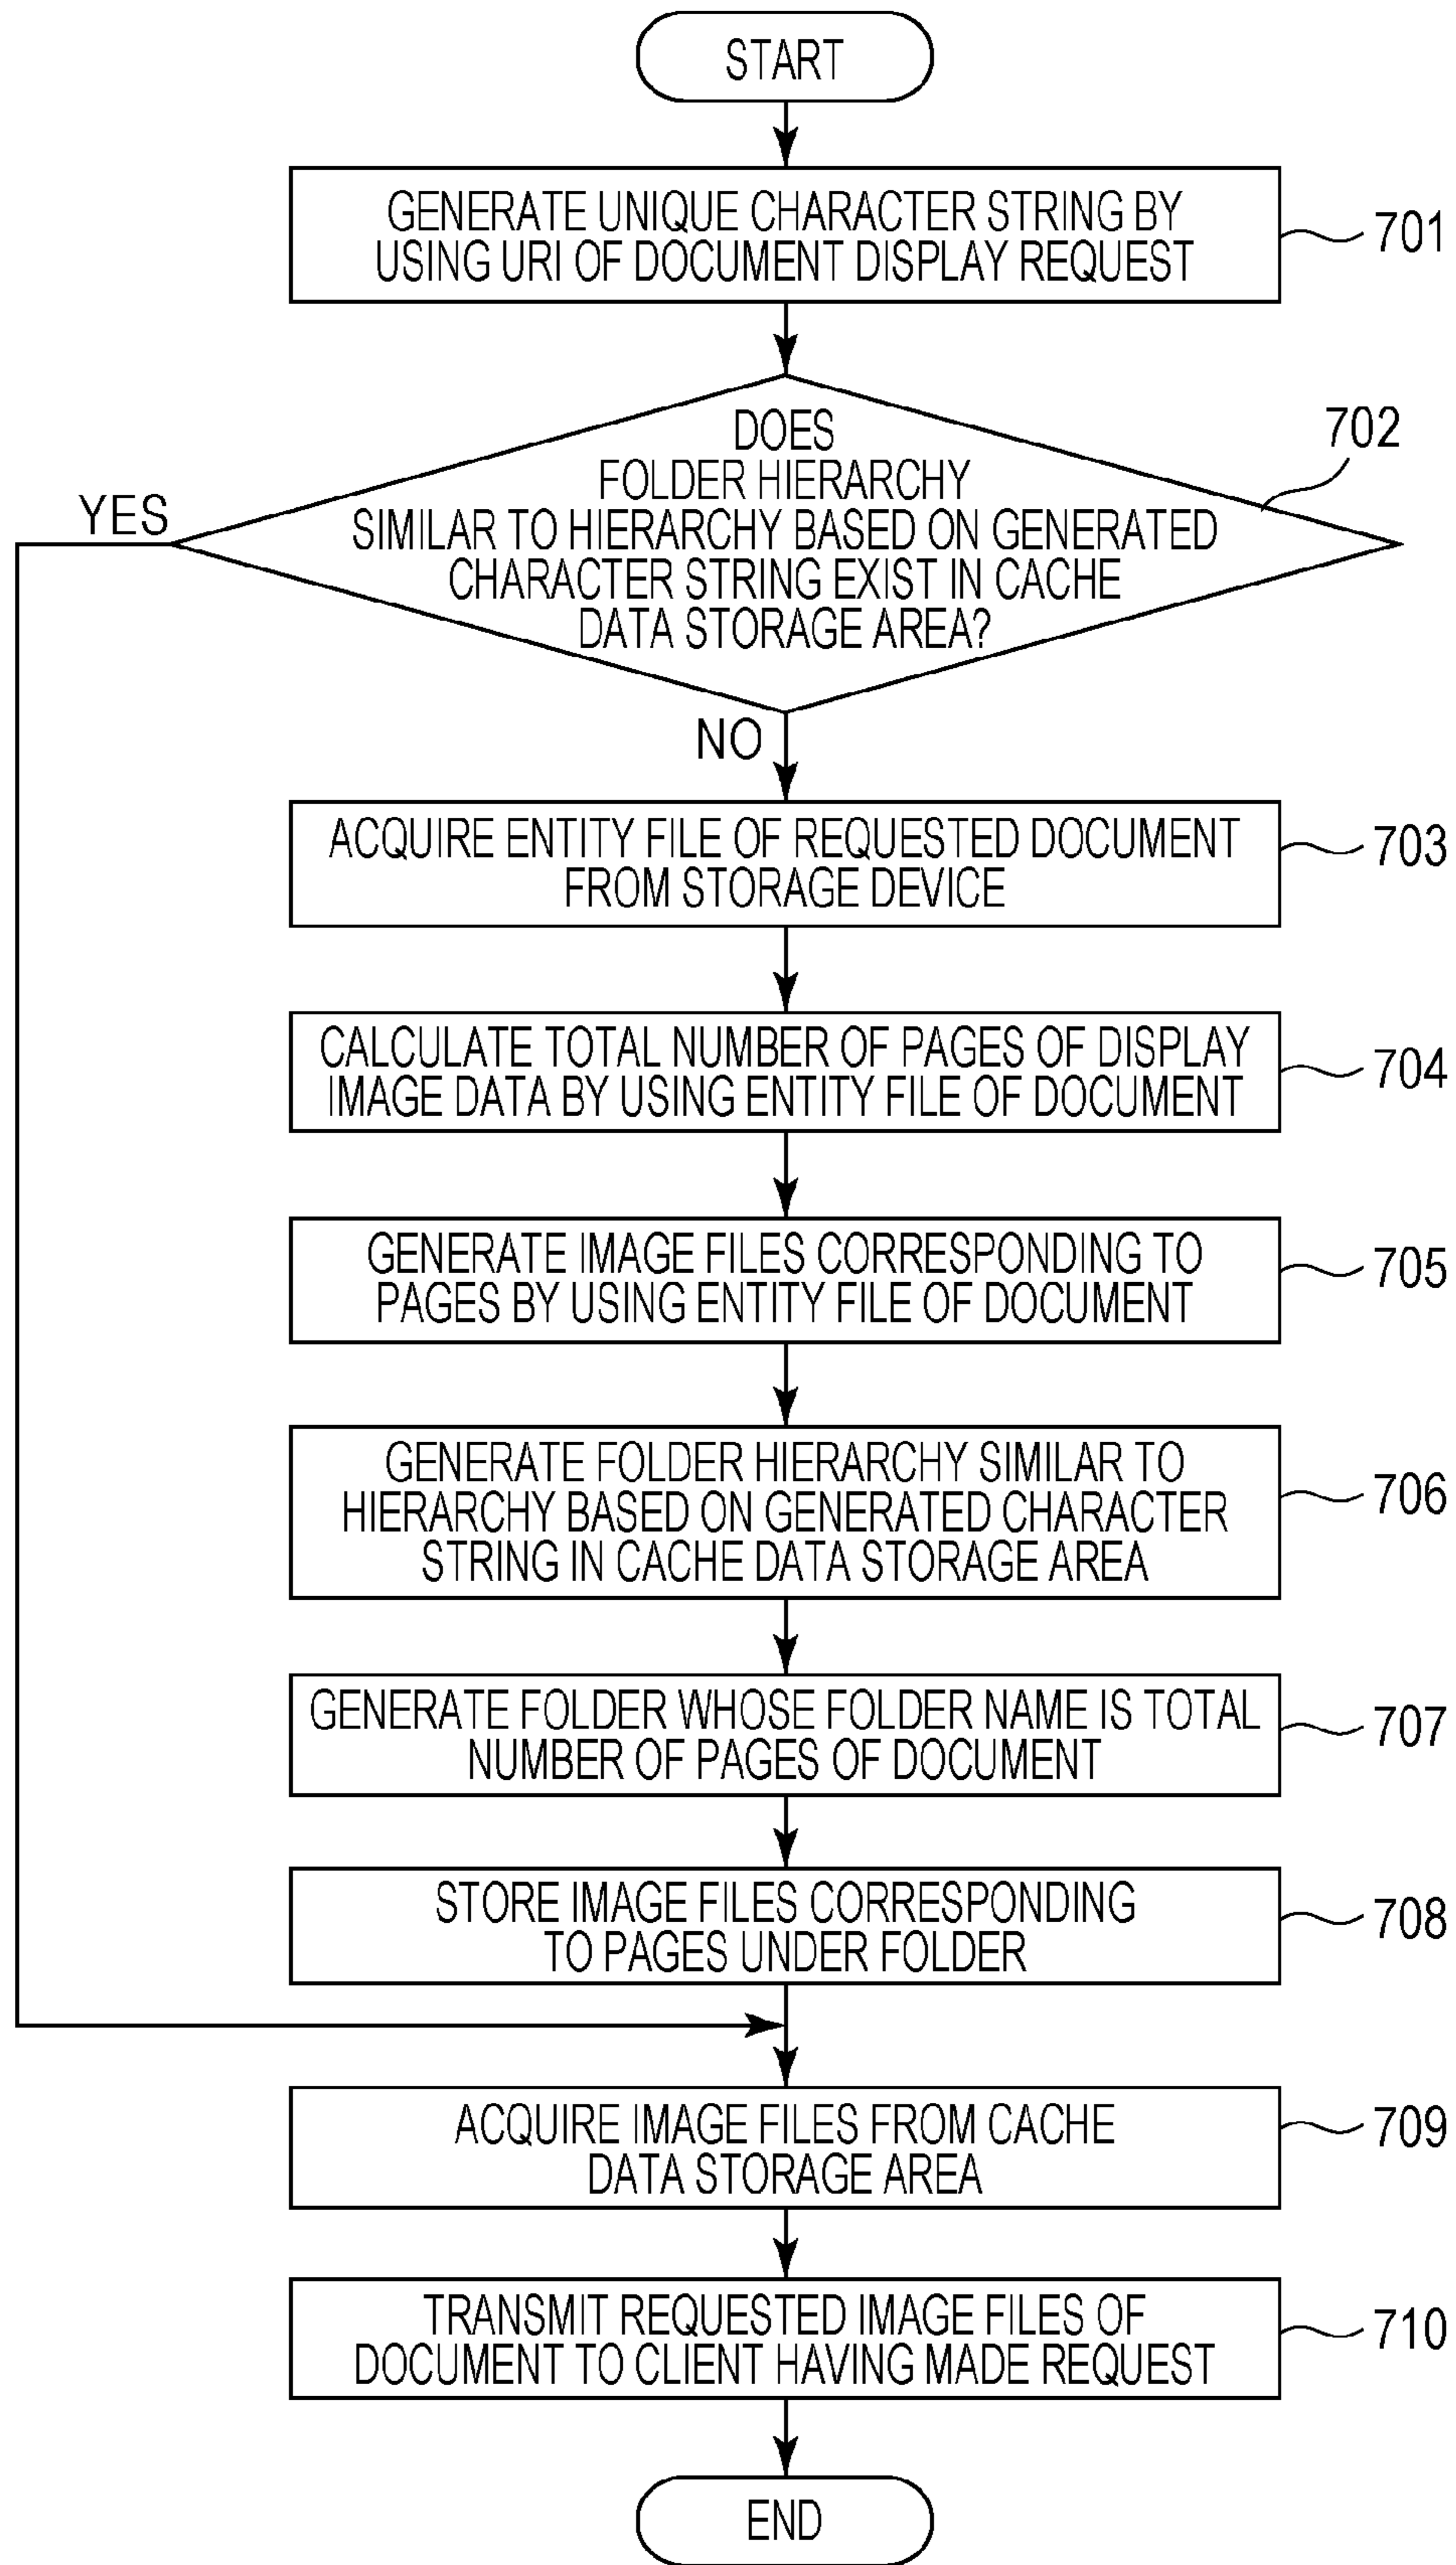 START
GENERATE UNIQUE CHARACTER STRING BY
USING URI OF DOCUMENT DISPLAY REQUEST
701
DOES
FOLDER HIERARCHY
SIMILAR TO HIERARCHY BASED ON GENERATED
CHARACTER STRING EXIST IN CACHE
DATA STORAGE AREA?
702
YES
NO
ACQUIRE ENTITY FILE OF REQUESTED DOCUMENT
FROM STORAGE DEVICE
703
CALCULATE TOTAL NUMBER OF PAGES OF DISPLAY
IMAGE DATA BY USING ENTITY FILE OF DOCUMENT
704
GENERATE IMAGE FILES CORRESPONDING TO
PAGES BY USING ENTITY FILE OF DOCUMENT
705
GENERATE FOLDER HIERARCHY SIMILAR TO
HIERARCHY BASED ON GENERATED CHARACTER
STRING IN CACHE DATA STORAGE AREA
706
GENERATE FOLDER WHOSE FOLDER NAME IS TOTAL
NUMBER OF PAGES OF DOCUMENT
707
STORE IMAGE FILES CORRESPONDING
TO PAGES UNDER FOLDER
708
ACQUIRE IMAGE FILES FROM CACHE
DATA STORAGE AREA
709
TRANSMIT REQUESTED IMAGE FILES OF
DOCUMENT TO CLIENT HAVING MADE REQUEST
710
END